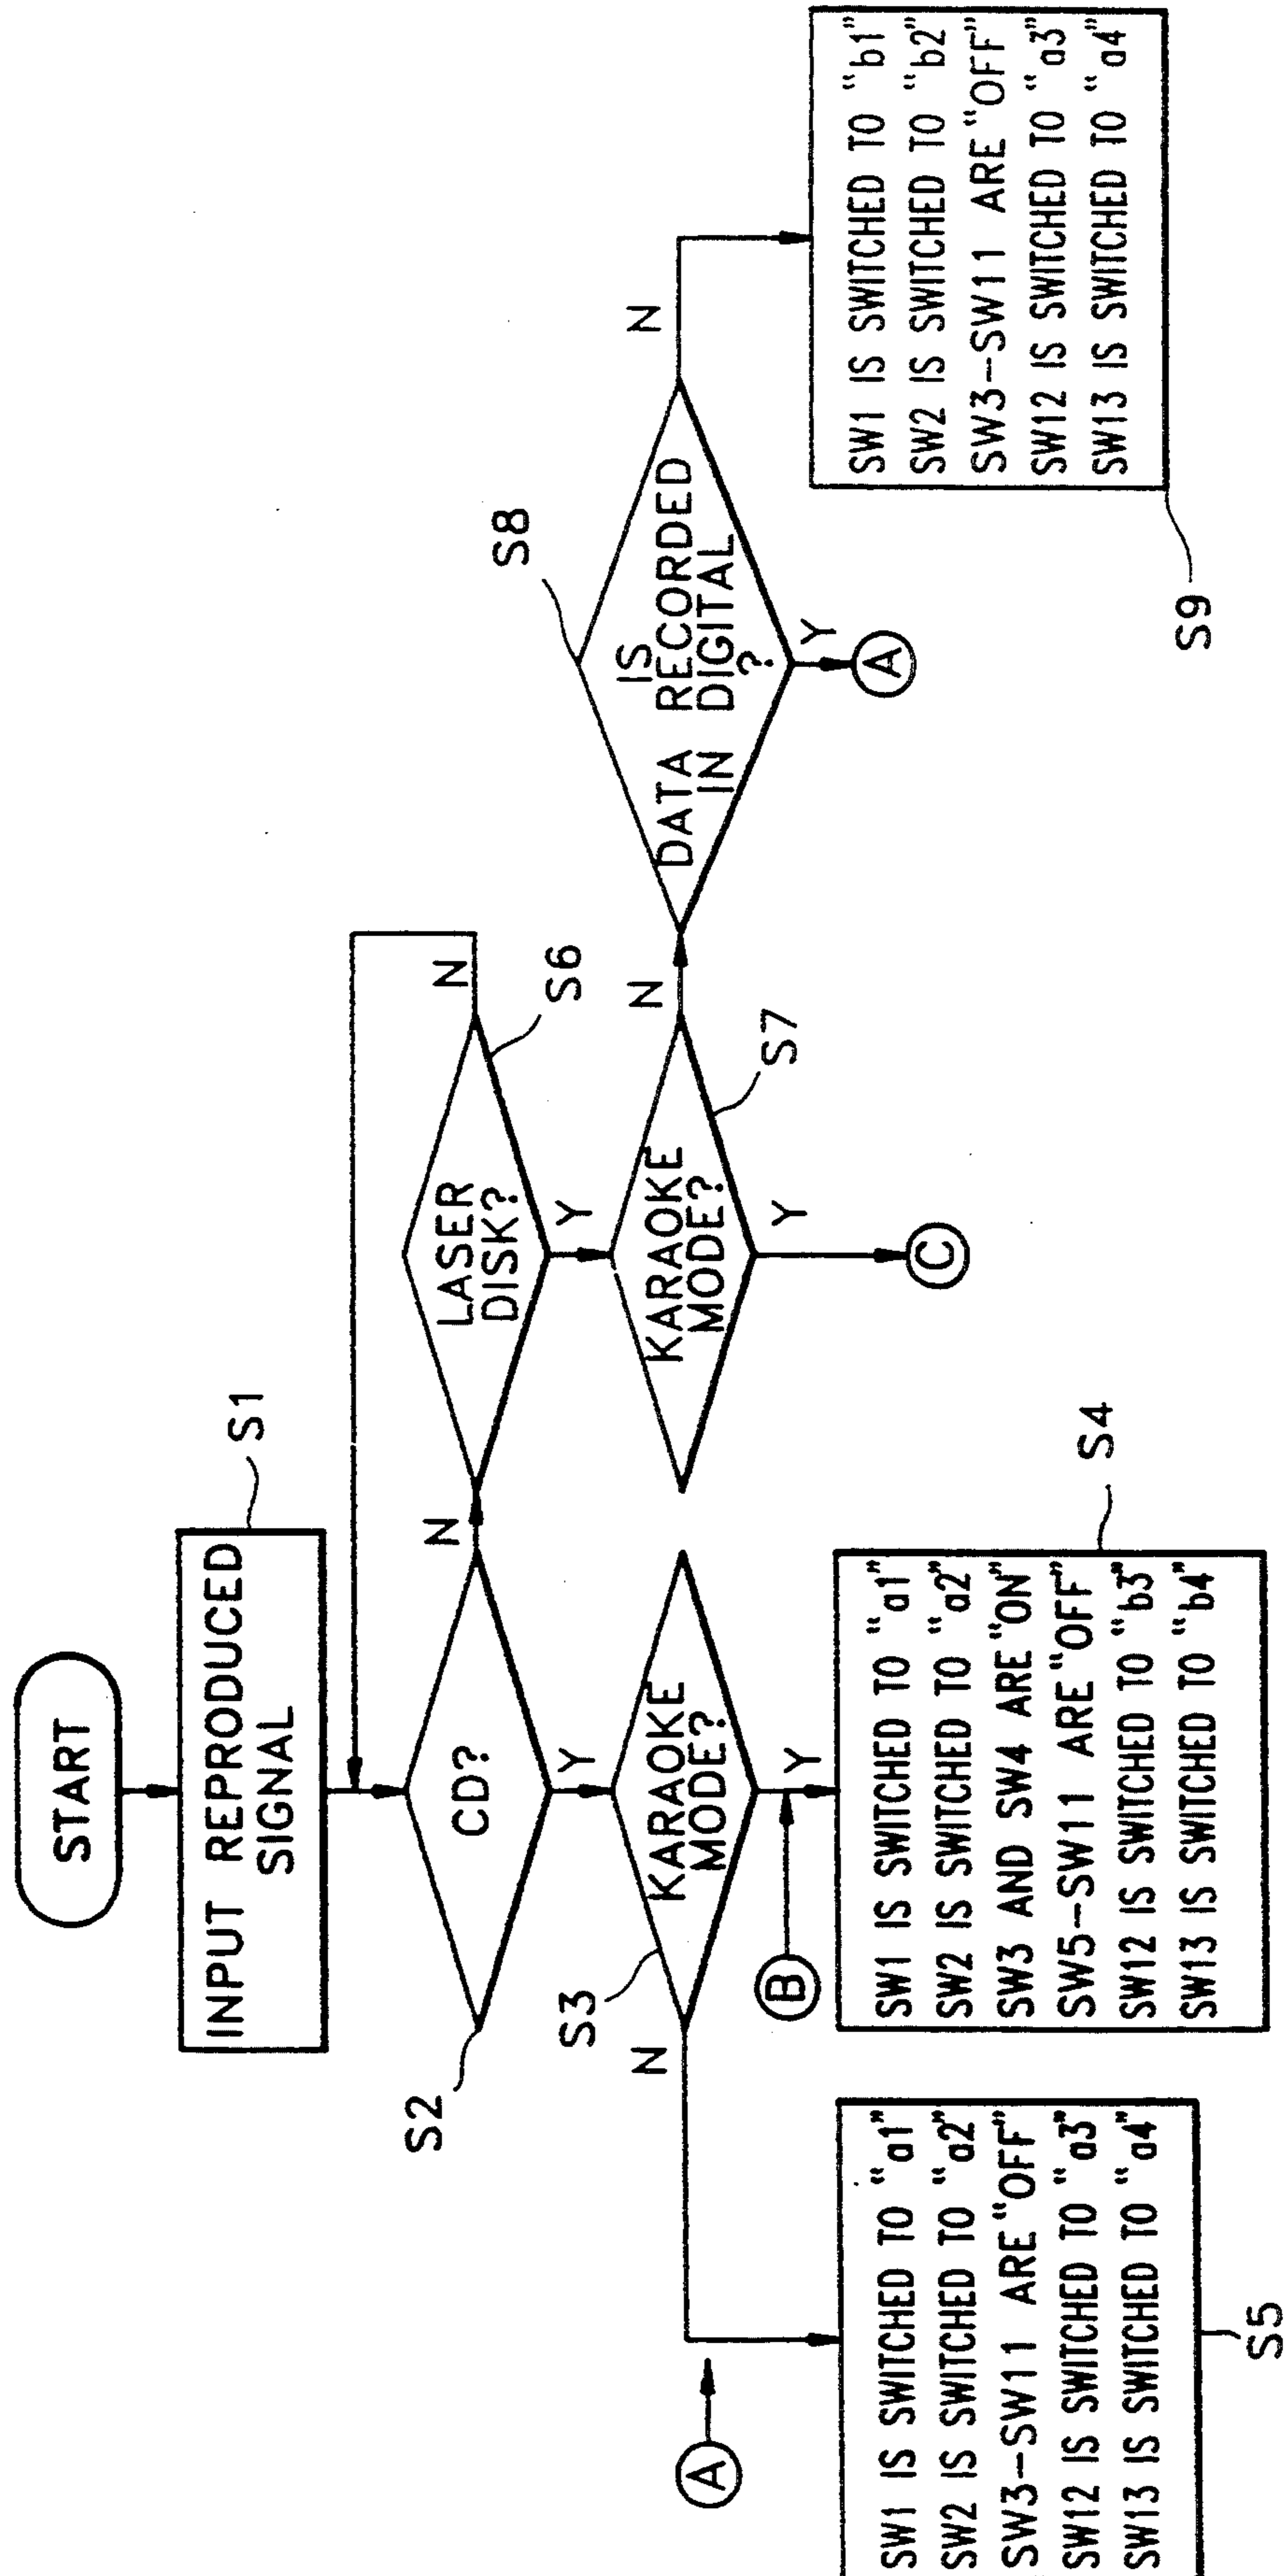 START
INPUT REPRODUCED
SIGNAL
S1
CD?
S2
N
Y
LASER
DISK?
S6
N
Y
KARAOKE
MODE?
S3
N
Y
B
KARAOKE
MODE?
S7
N
Y
C
IS
DATA RECORDED
IN DIGITAL
?
S8
N
Y
A
A
SW1 IS SWITCHED TO "a1"
SW2 IS SWITCHED TO "a2"
SW3-SW11 ARE "OFF"
SW12 IS SWITCHED TO "a3"
SW13 IS SWITCHED TO "a4"
S5
SW1 IS SWITCHED TO "a1"
SW2 IS SWITCHED TO "a2"
SW3 AND SW4 ARE "ON"
SW5-SW11 ARE "OFF"
SW12 IS SWITCHED TO "b3"
SW13 IS SWITCHED TO "b4"
S4
SW1 IS SWITCHED TO "b1"
SW2 IS SWITCHED TO "b2"
SW3-SW11 ARE "OFF"
SW12 IS SWITCHED TO "a3"
SW13 IS SWITCHED TO "a4"
S9